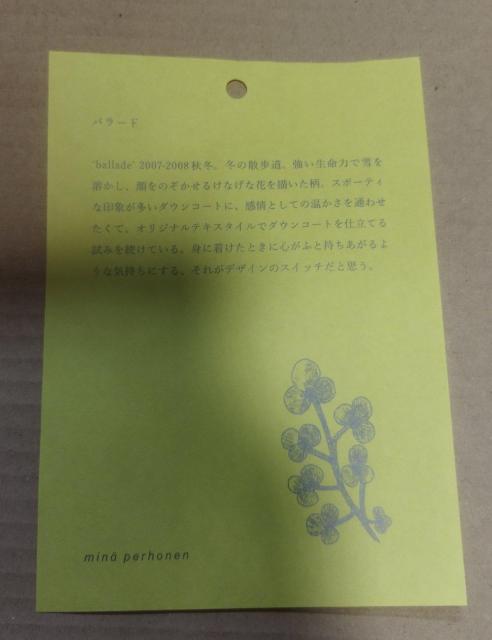 バラード
"ballade" 2007-2008秋冬。冬の散歩道、強い生命力で雪を
溶かし、顔をのぞかせるけなげな花を描いた柄。スポーティ
な印象が多いダウンコートに、感情としての温かさを通わせ
たくて、オリジナルテキスタイルでダウンコートを仕立てる
試みを続けている。身に着けたときに心がふと持ちあがるよ
うな気持ちにする、それがデザインのスイッチだと思う。
minä perhonen